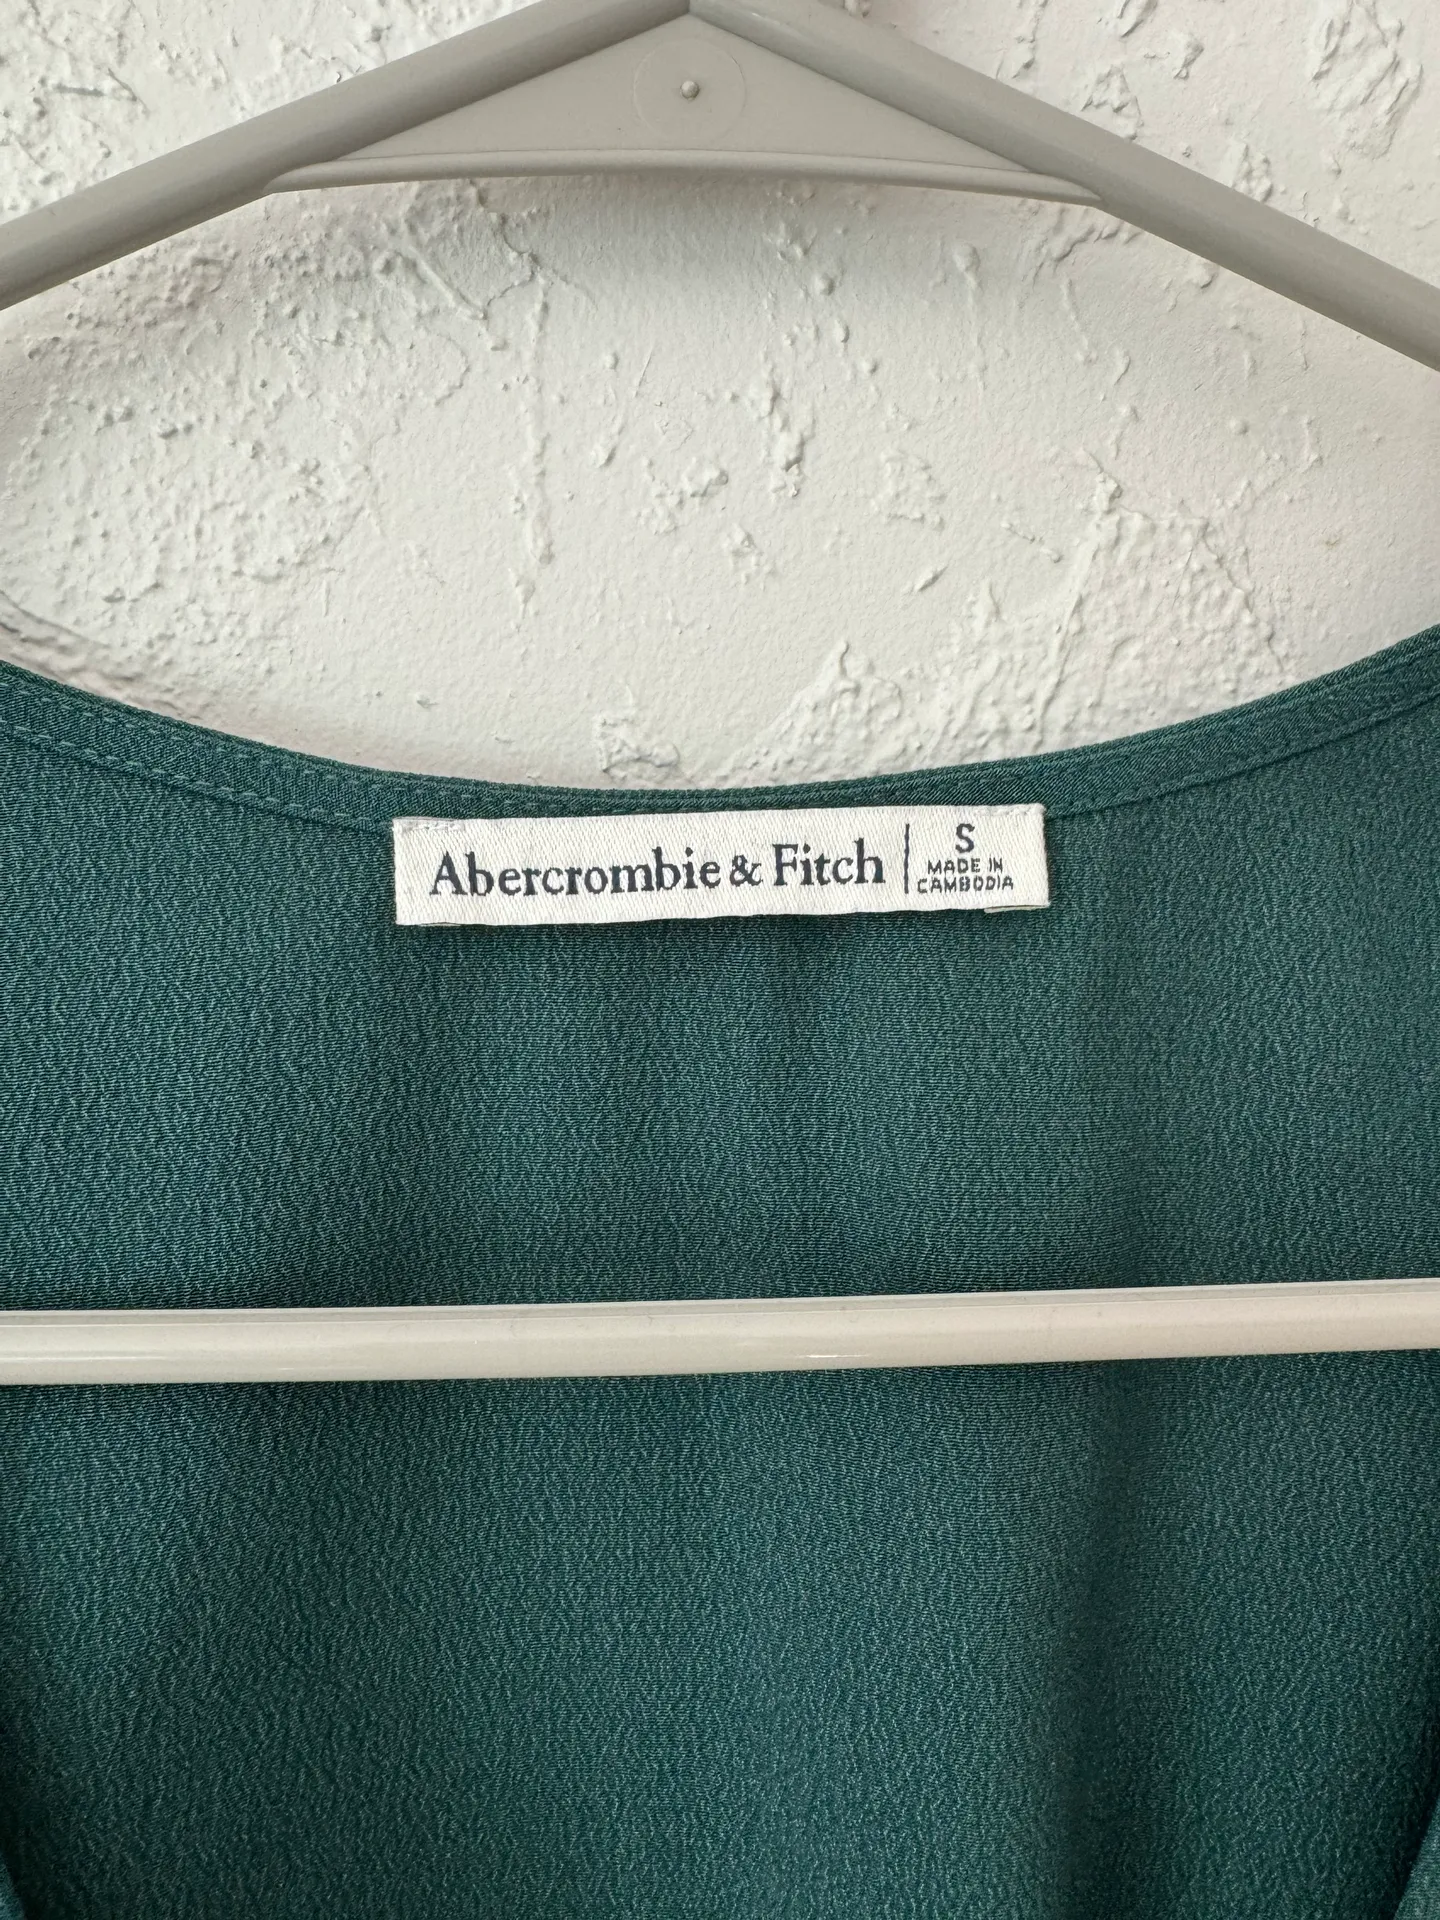 Abercrombie & Fitch
S
MADE IN
CAMBODIA